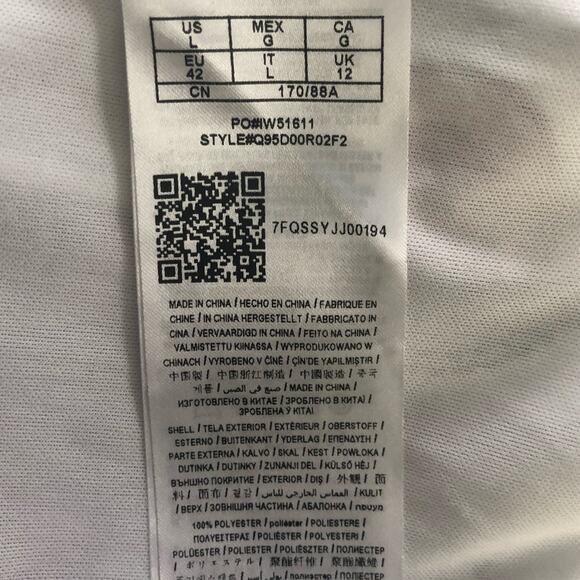 US MEX CA
L G G
EU IT UK
42 L 12
CN 170/88A
PO#IW51611
STYLE#Q95D00R02F2
7FQSSYJJ00194
MADE IN CHINA / HECHO EN CHINA / FABRIQUE EN
CHINE / IN CHINA HERGESTELLT / FABBRICATO IN
CINA / VERVAARDIGD IN CHINA / FEITO NA CHINA /
VALMISTETTU KIINASSA / WYPRODUKOWANO W
CHINACH / VYROBENO V ČÍNĚ / ÇİN'DE YAPILMIŞTIR /
中国製 / 中国浙江制造 / 中國製造 / 중국
제품 / صنع في الصين / MADE IN CHINA /
ИЗГОТОВЛЕНО В КИТАЕ / ЗРОБЛЕНО В КИТАЇ /
ЗРОБЛЕНА Ў КІТАІ
SHELL / TELA EXTERIOR / EXTÉRIEUR / OBERSTOFF /
ESTERNO / BUITENKANT / YDERLAG / ΕΠΕΝΔΥΣΗ /
PARTE EXTERNA / KALVO / SKAL / KEST / POWŁOKA /
DUTINKA / DUTINKY / ZUNANJI DEL / KÜLSŐ HÉJ /
ВЪНШНО ПОКРИТИЕ / EXTERIOR / DIŞ / 外観 / 面
料 / 面布 / 겉감 / القماش الخارجي للباس / KULIT
/ ВЕРХ / ЗОВНІШНЯ ЧАСТИНА / АБАЛОНКА /
100% POLYESTER / poliéster / POLIESTERE /
ΠΟΛΥΕΣΤΕΡΑΣ / POLIÉSTER / POLYESTERI /
POLÜESTER / POLIESTER / POLIÉSZTER / ПОЛИЕСТЕР
/ ポリエステル / 聚酯纤维 / 聚酯纖維 /